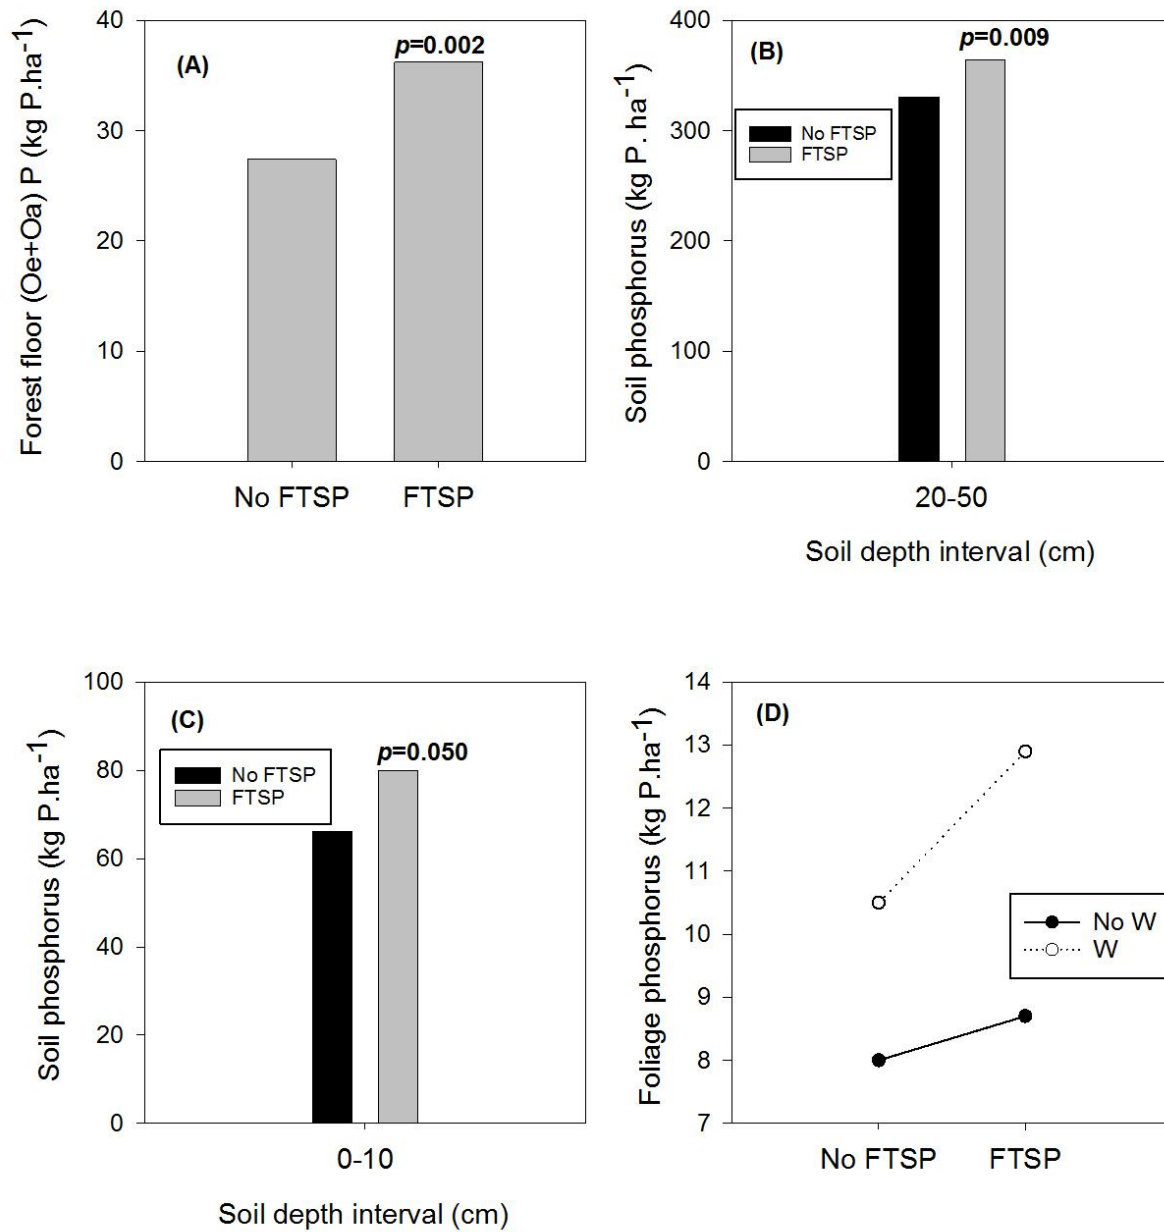 Forest floor (Oe+Oa) P (kg P.ha-1)
40
30
20
10
0
(A)
p=0.002
No FTSP
FTSP
Soil phosphorus (kg P. ha-1)
400
300
200
100
0
(B)
p=0.009
No FTSP
FTSP
20-50
Soil depth interval (cm)
Soil phosphorus (kg P.ha-1)
100
80
60
40
20
0
(C)
p=0.050
No FTSP
FTSP
0-10
Soil depth interval (cm)
Foliage phosphorus (kg P.ha-1)
14
13
12
11
10
9
8
7
(D)
No W
W
No FTSP
FTSP